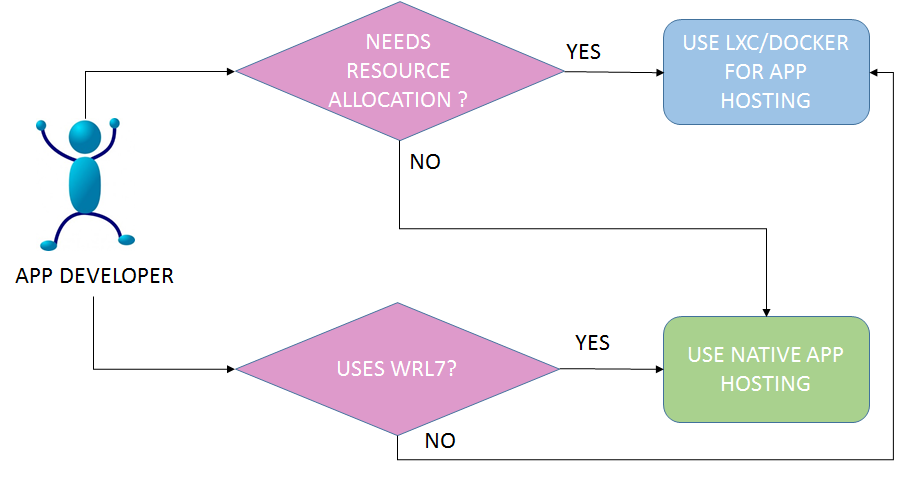 NEEDS
RESOURCE
ALLOCATION ?
YES
USE LXC/DOCKER
FOR APP
HOSTING
NO
APP DEVELOPER
USES WRL7?
YES
USE NATIVE APP
HOSTING
NO